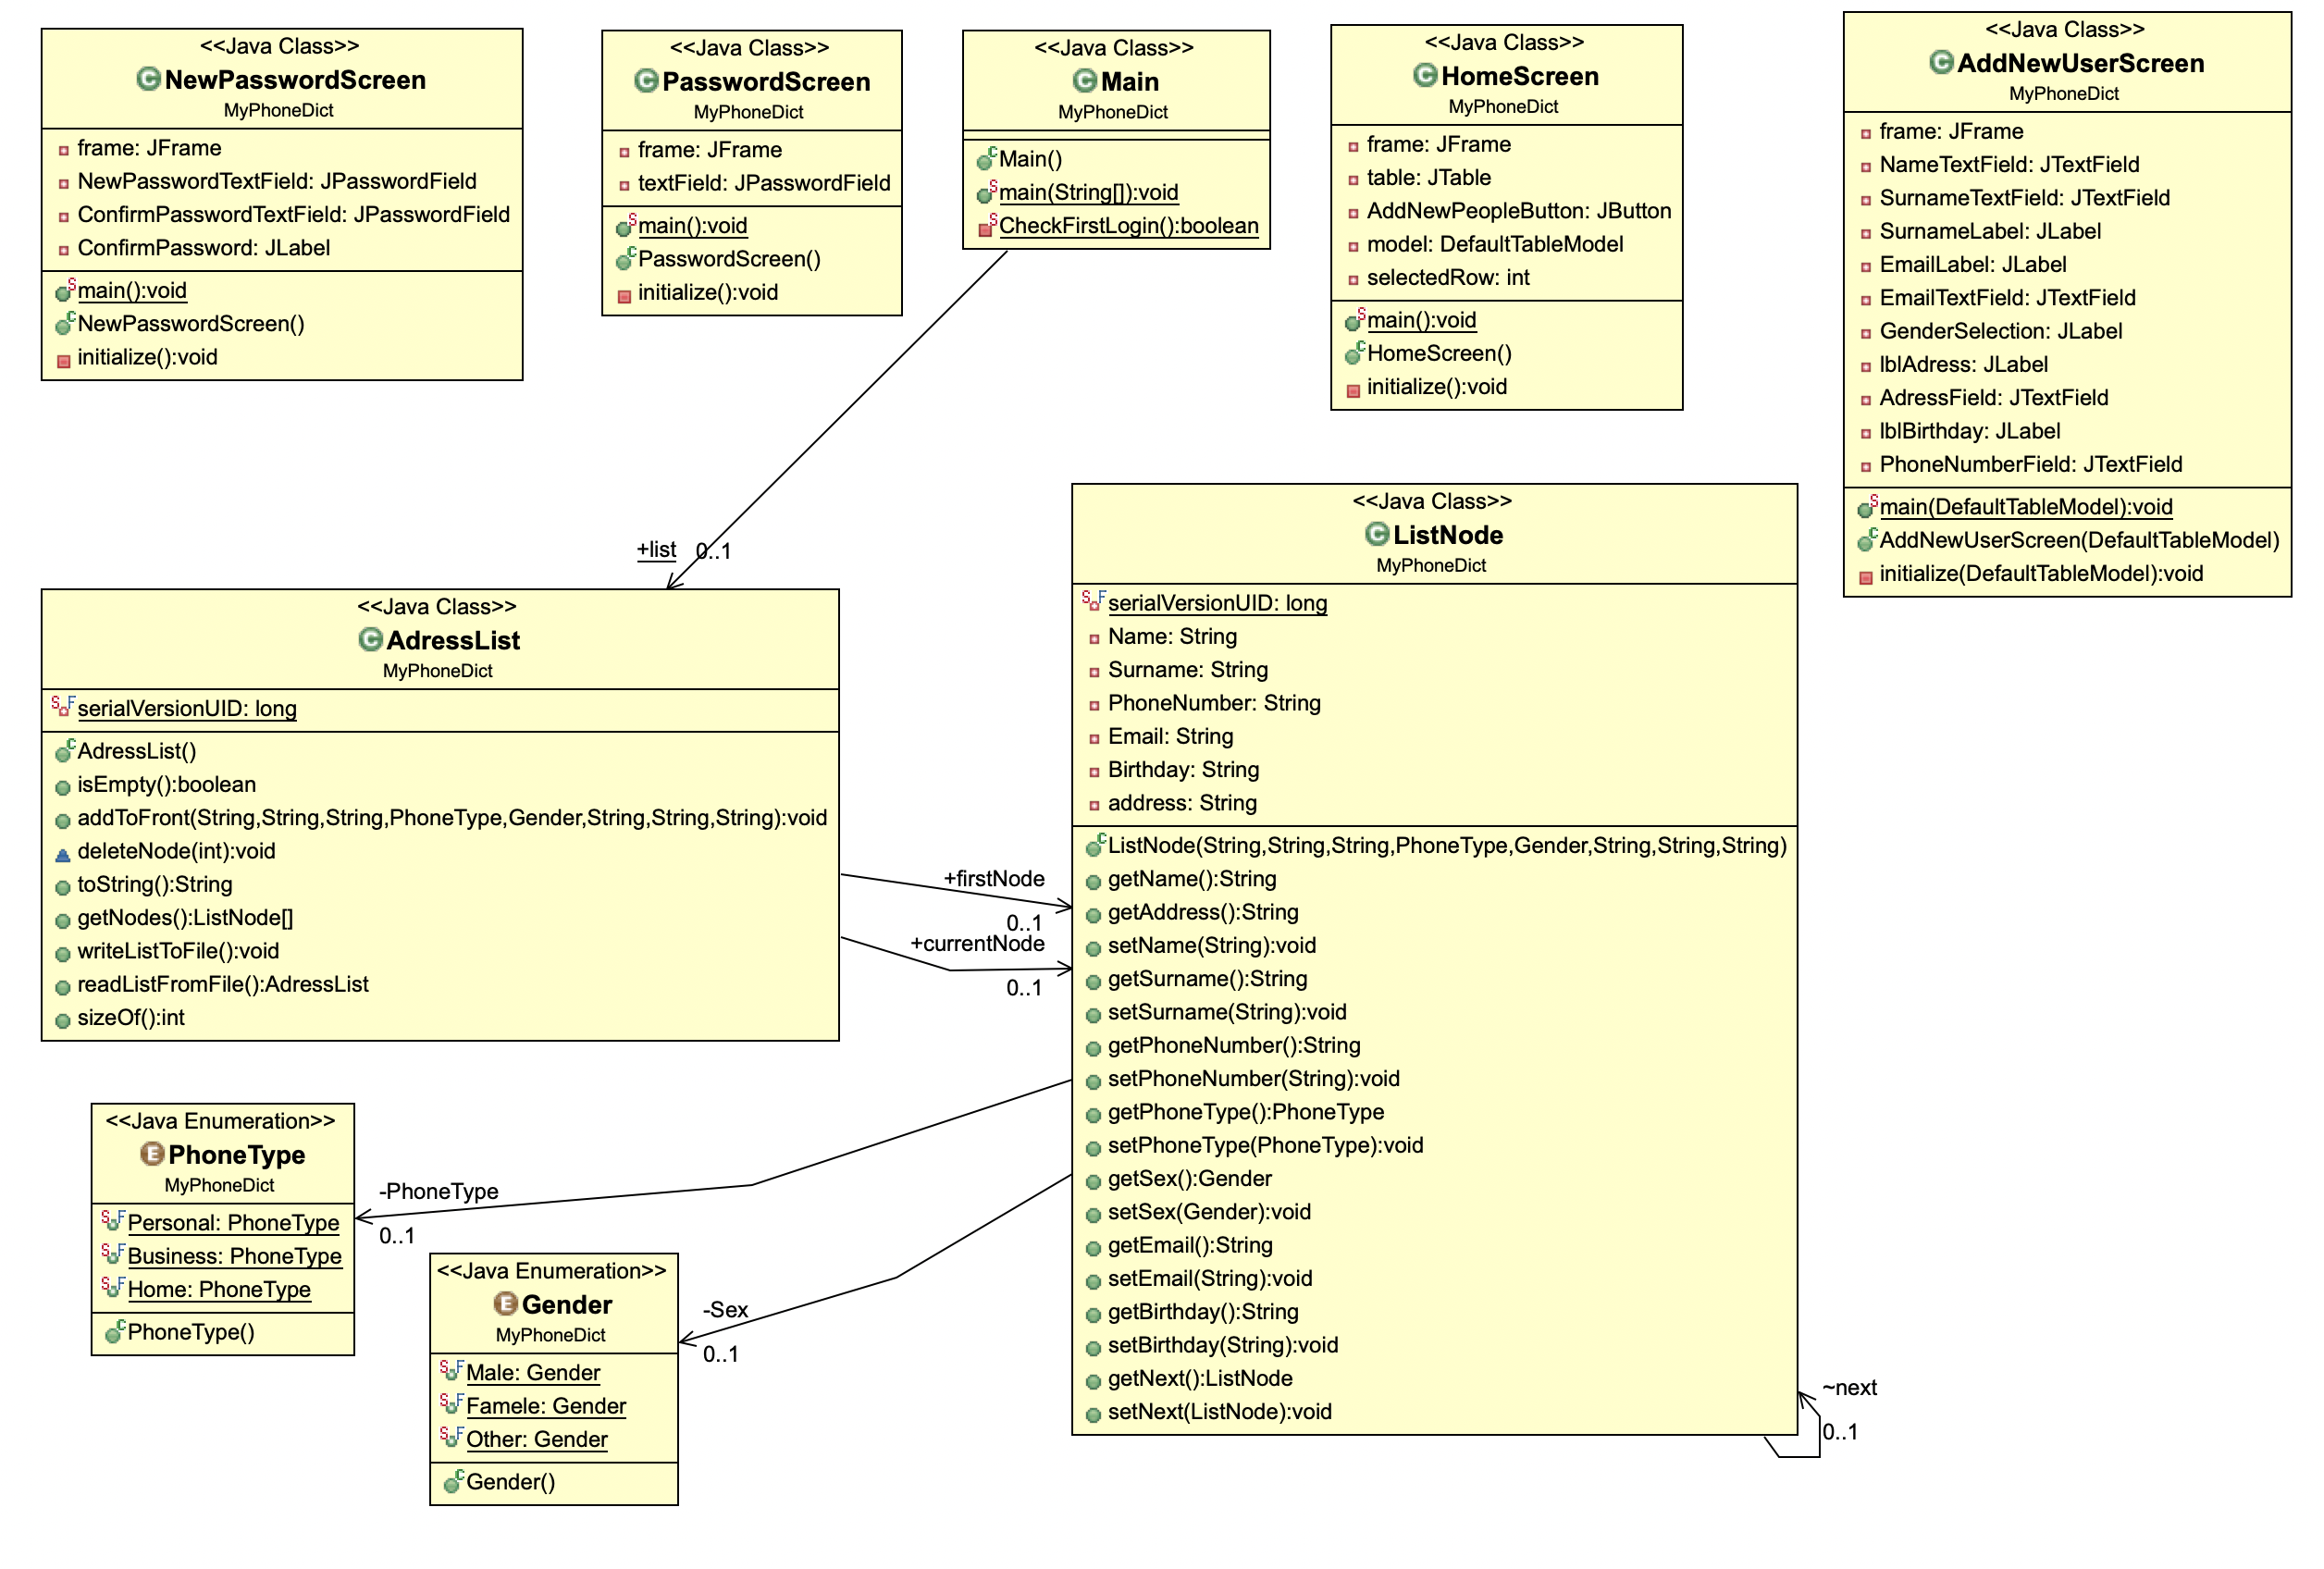 <<Java Class>>
NewPasswordScreen
MyPhoneDict
frame: JFrame
NewPasswordTextField: JPasswordField
ConfirmPasswordTextField: JPasswordField
ConfirmPassword: JLabel
main():void
NewPasswordScreen()
initialize():void
<<Java Class>>
PasswordScreen
MyPhoneDict
frame: JFrame
textField: JPasswordField
main():void
PasswordScreen()
initialize():void
<<Java Class>>
Main
MyPhoneDict
Main()
main(String[]):void
CheckFirstLogin():boolean
<<Java Class>>
HomeScreen
MyPhoneDict
frame: JFrame
table: JTable
AddNewPeopleButton: JButton
model: DefaultTableModel
selectedRow: int
main():void
HomeScreen()
initialize():void
<<Java Class>>
AddNewUserScreen
MyPhoneDict
frame: JFrame
NameTextField: JTextField
SurnameTextField: JTextField
SurnameLabel: JLabel
EmailLabel: JLabel
EmailTextField: JTextField
GenderSelection: JLabel
lblAdress: JLabel
AdressField: JTextField
lblBirthday: JLabel
PhoneNumberField: JTextField
main(DefaultTableModel):void
AddNewUserScreen(DefaultTableModel)
initialize(DefaultTableModel):void
+list 0..1
<<Java Class>>
AdressList
MyPhoneDict
serialVersionUID: long
AdressList()
isEmpty():boolean
addToFront(String,String,String,PhoneType,Gender,String,String,String):void
deleteNode(int):void
toString():String
getNodes():ListNode[]
writeListToFile():void
readListFromFile():AdressList
sizeOf():int
+firstNode
0..1
+currentNode
0..1
<<Java Class>>
ListNode
MyPhoneDict
serialVersionUID: long
Name: String
Surname: String
PhoneNumber: String
Email: String
Birthday: String
address: String
ListNode(String,String,String,PhoneType,Gender,String,String,String)
getName():String
getAddress():String
setName(String):void
getSurname():String
setSurname(String):void
getPhoneNumber():String
setPhoneNumber(String):void
getPhoneType():PhoneType
setPhoneType(PhoneType):void
getSex():Gender
setSex(Gender):void
getEmail():String
setEmail(String):void
getBirthday():String
setBirthday(String):void
getNext():ListNode
setNext(ListNode):void
~next
0..1
<<Java Enumeration>>
PhoneType
MyPhoneDict
Personal: PhoneType
Business: PhoneType
Home: PhoneType
PhoneType()
-PhoneType
0..1
<<Java Enumeration>>
Gender
MyPhoneDict
Male: Gender
Famele: Gender
Other: Gender
Gender()
-Sex
0..1